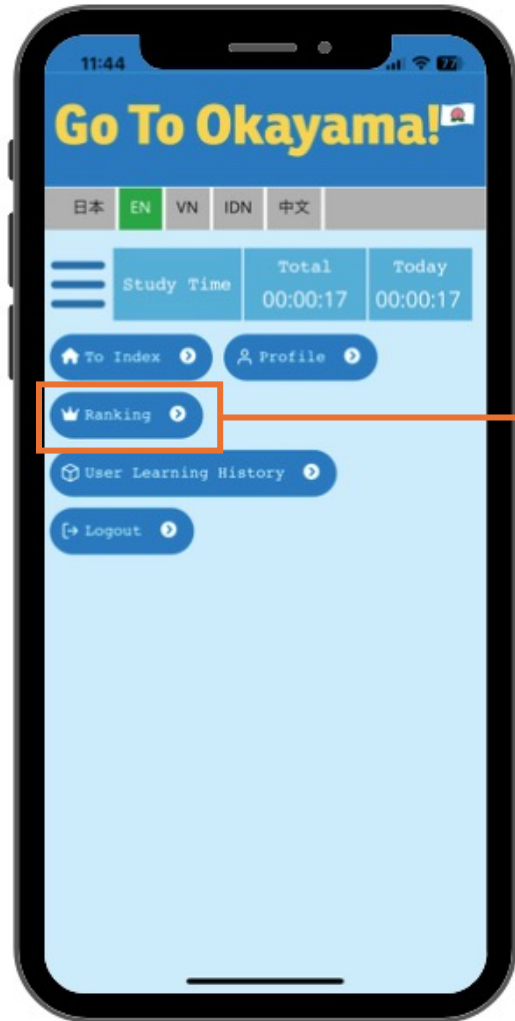 11:44 77
Go To Okayama!
日本 EN VN IDN 中文
Study Time Total Today
00:00:17 00:00:17
To Index Profile
Ranking
User Learning History
Logout